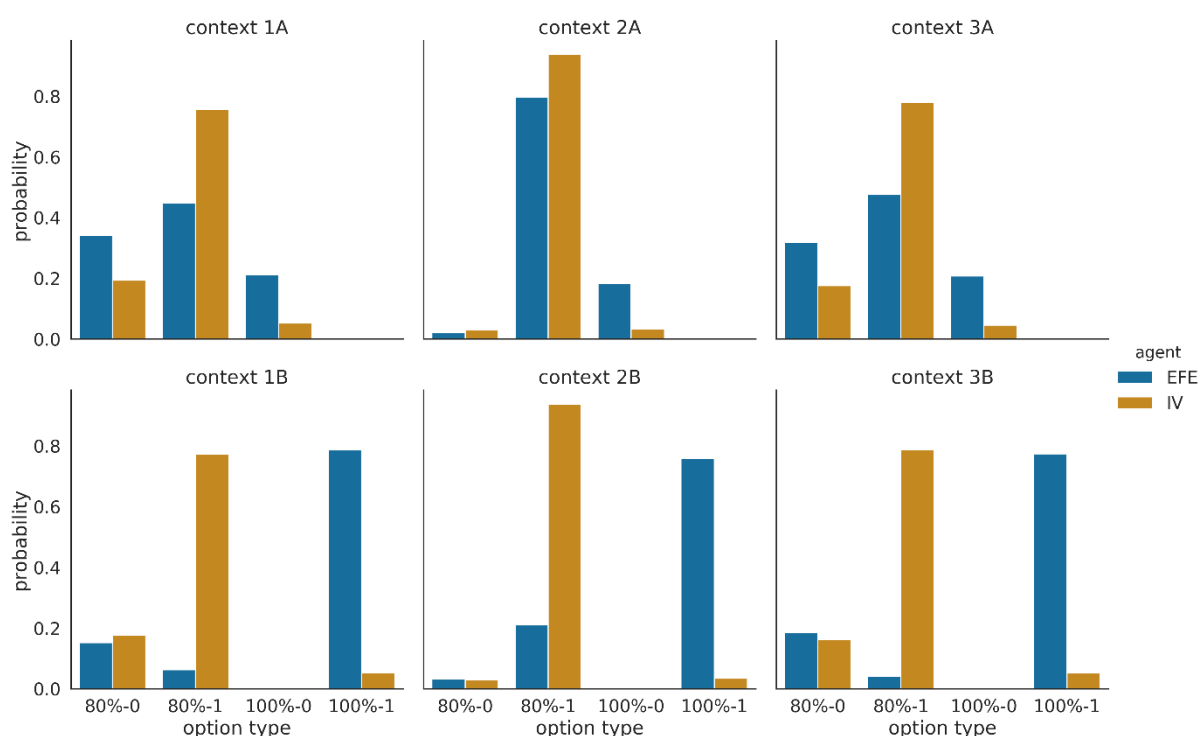 context 1A
context 2A
context 3A
probability
0.8
0.6
0.4
0.2
0.0
agent
EFE
IV
context 1B
context 2B
context 3B
probability
0.8
0.6
0.4
0.2
0.0
80%-0 80%-1 100%-0 100%-1
80%-0 80%-1 100%-0 100%-1
80%-0 80%-1 100%-0 100%-1
option type
option type
option type